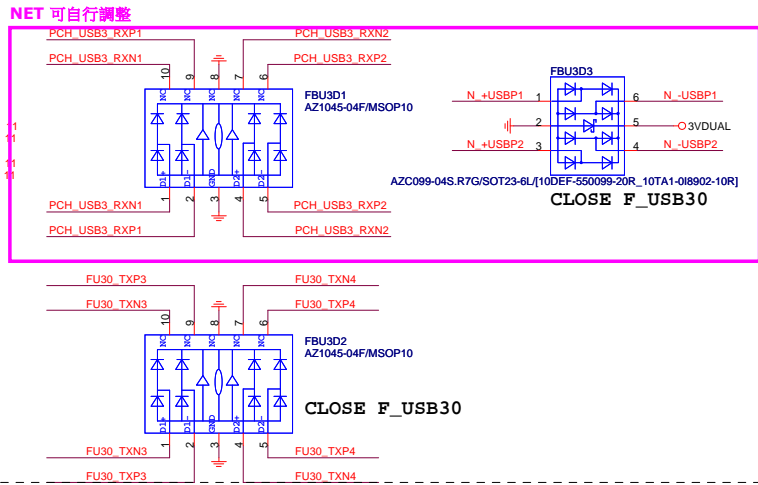 NET 可自行調整
PCH_USB3_RXP1
PCH_USB3_RXN2
PCH_USB3_RXN1
PCH_USB3_RXP2
10
9
8
7
6
NC
NC
NC
NC
FBU3D1
AZ1045-04F/MSOP10
D1+
D1-
GND
D2+
D2-
1
2
3
4
5
PCH_USB3_RXN1
PCH_USB3_RXP2
PCH_USB3_RXP1
PCH_USB3_RXN2
11
11
11
11
FBU3D3
N_+USBP1
1
6
N_-USBP1
2
5
3VDUAL
N_+USBP2
3
4
N_-USBP2
AZC099-04S.R7G/SOT23-6L/[10DEF-550099-20R_10TA1-0I8902-10R]
CLOSE F_USB30
FU30_TXP3
FU30_TXN4
FU30_TXN3
FU30_TXP4
10
9
8
7
6
NC
NC
NC
NC
FBU3D2
AZ1045-04F/MSOP10
CLOSE F_USB30
D1+
D1-
GND
D2+
D2-
1
2
3
4
5
FU30_TXN3
FU30_TXP4
FU30_TXP3
FU30_TXN4